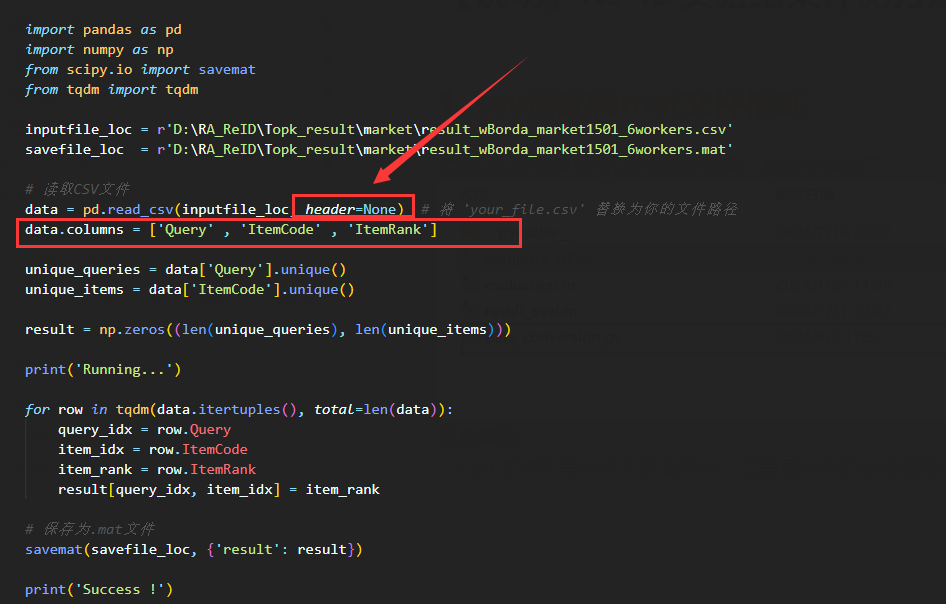 import pandas as pd
import numpy as np
from scipy.io import savemat
from tqdm import tqdm
inputfile_loc = r'D:\RA_ReID\Topk_result\market\result_wBorda_market1501_6workers.csv'
savefile_loc  = r'D:\RA_ReID\Topk_result\market\result_wBorda_market1501_6workers.mat'
# 读取CSV文件
data = pd.read_csv(inputfile_loc, header=None)  # 将 'your_file.csv' 替换为你的文件路径
data.columns = ['Query' , 'ItemCode' , 'ItemRank']
unique_queries = data['Query'].unique()
unique_items = data['ItemCode'].unique()
result = np.zeros((len(unique_queries), len(unique_items)))
print('Running...')
for row in tqdm(data.itertuples(), total=len(data)):
    query_idx = row.Query
    item_idx = row.ItemCode
    item_rank = row.ItemRank
    result[query_idx, item_idx] = item_rank
# 保存为.mat文件
savemat(savefile_loc, {'result': result})
print('Success !')